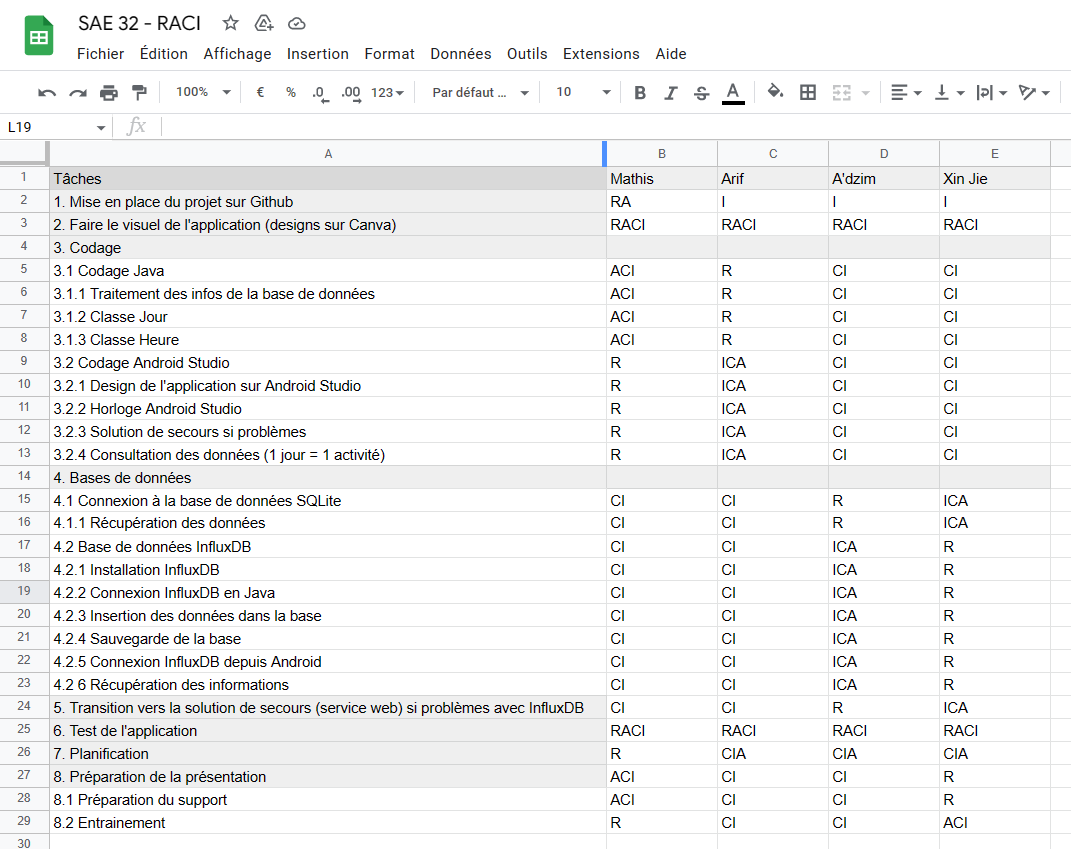 SAE 32 - RACI
Fichier Édition Affichage Insertion Format Données Outils Extensions Aide
100% € % .0 .00 123 Par défaut ... 10 B I S A
L19 fx
A B C D E
1 Tâches Mathis Arif A'dzim Xin Jie
2 1. Mise en place du projet sur Github RA I I I
3 2. Faire le visuel de l'application (designs sur Canva) RACI RACI RACI RACI
4 3. Codage
5 3.1 Codage Java ACI R CI CI
6 3.1.1 Traitement des infos de la base de données ACI R CI CI
7 3.1.2 Classe Jour ACI R CI CI
8 3.1.3 Classe Heure ACI R CI CI
9 3.2 Codage Android Studio R ICA CI CI
10 3.2.1 Design de l'application sur Android Studio R ICA CI CI
11 3.2.2 Horloge Android Studio R ICA CI CI
12 3.2.3 Solution de secours si problèmes R ICA CI CI
13 3.2.4 Consultation des données (1 jour = 1 activité) R ICA CI CI
14 4. Bases de données
15 4.1 Connexion à la base de données SQLite CI CI R ICA
16 4.1.1 Récupération des données CI CI R ICA
17 4.2 Base de données InfluxDB CI CI ICA R
18 4.2.1 Installation InfluxDB CI CI ICA R
19 4.2.2 Connexion InfluxDB en Java CI CI ICA R
20 4.2.3 Insertion des données dans la base CI CI ICA R
21 4.2.4 Sauvegarde de la base CI CI ICA R
22 4.2.5 Connexion InfluxDB depuis Android CI CI ICA R
23 4.2 6 Récupération des informations CI CI ICA R
24 5. Transition vers la solution de secours (service web) si problèmes avec InfluxDB CI CI R ICA
25 6. Test de l'application RACI RACI RACI RACI
26 7. Planification R CIA CIA CIA
27 8. Préparation de la présentation ACI CI CI R
28 8.1 Préparation du support ACI CI CI R
29 8.2 Entrainement R CI CI ACI
30